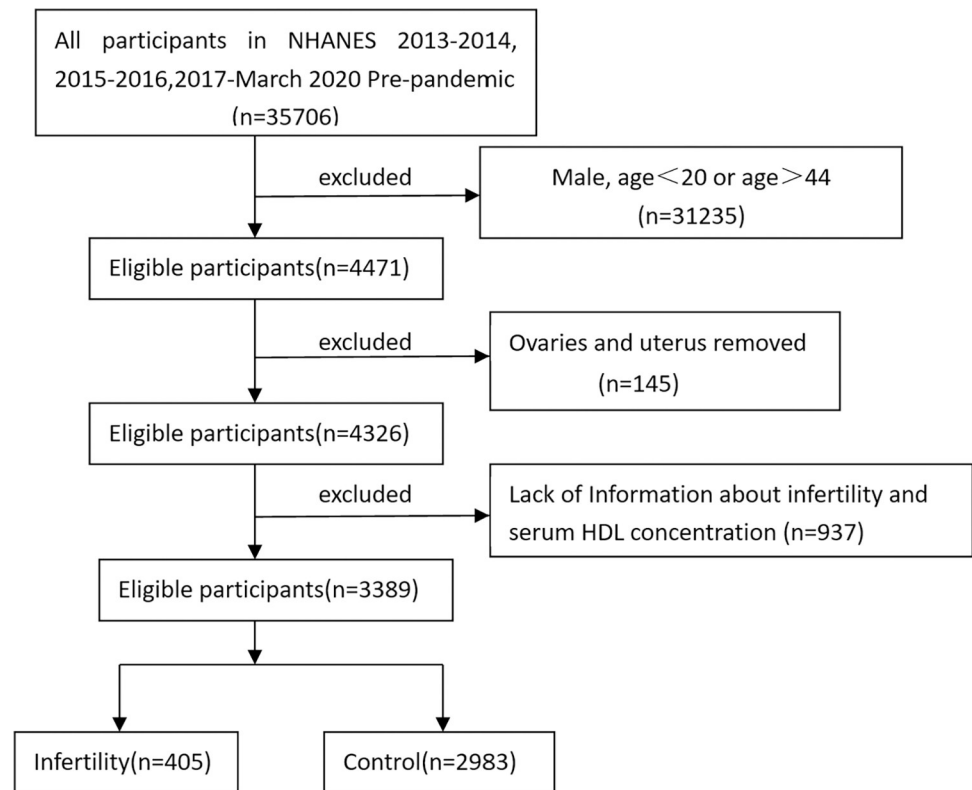 All participants in NHANES 2013-2014,
2015-2016,2017-March 2020 Pre-pandemic
(n=35706)
excluded
Male, age＜20 or age＞44
(n=31235)
Eligible participants(n=4471)
excluded
Ovaries and uterus removed
(n=145)
Eligible participants(n=4326)
excluded
Lack of Information about infertility and
serum HDL concentration (n=937)
Eligible participants(n=3389)
Infertility(n=405)
Control(n=2983)